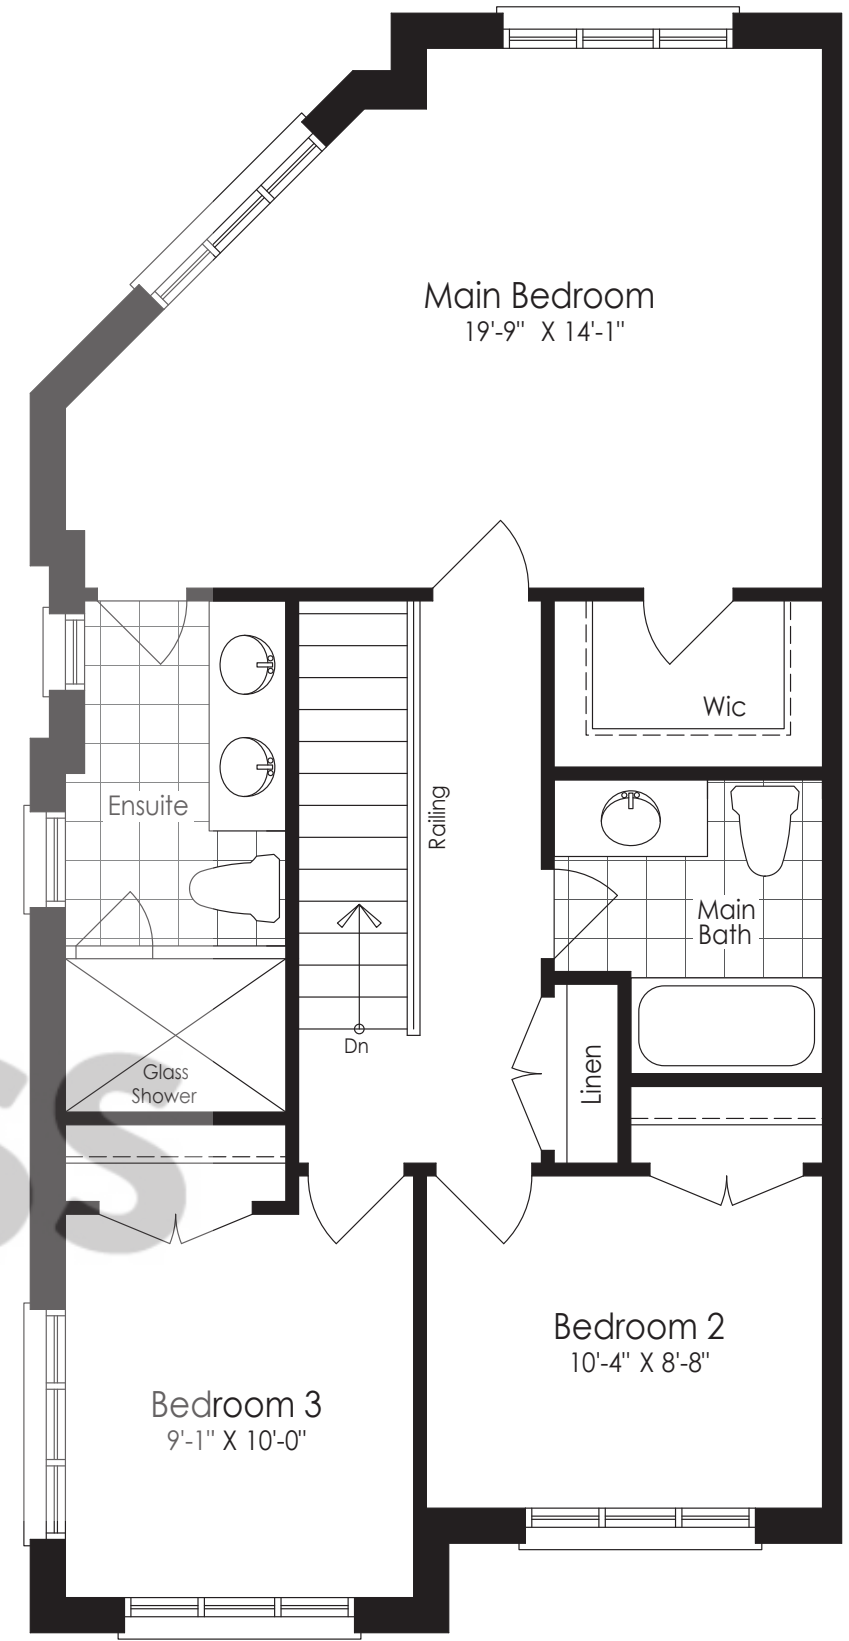 Main Bedroom
19'-9" X 14'-1"
Wic
Railing
Ensuite
Main
Bath
Dn
Linen
Glass
Shower
Bedroom 2
10'-4" X 8'-8"
Bedroom 3
9'-1" X 10'-0"